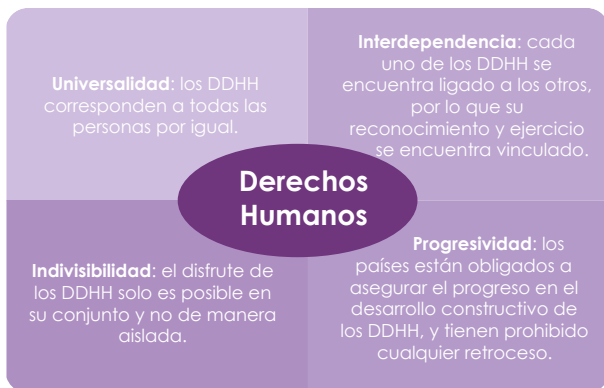 Universalidad: los DDHH
corresponden a todas las
personas por igual.
Interdependencia: cada
uno de los DDHH se
encuentra ligado a los otros,
por lo que su
reconocimiento y ejercicio
se encuentra vinculado.
Derechos
Humanos
Indivisibilidad: el disfrute de
los DDHH solo es posible en
su conjunto y no de manera
aislada.
Progresividad: los
países están obligados a
asegurar el progreso en el
desarrollo constructivo de
los DDHH, y tienen prohibido
cualquier retroceso.